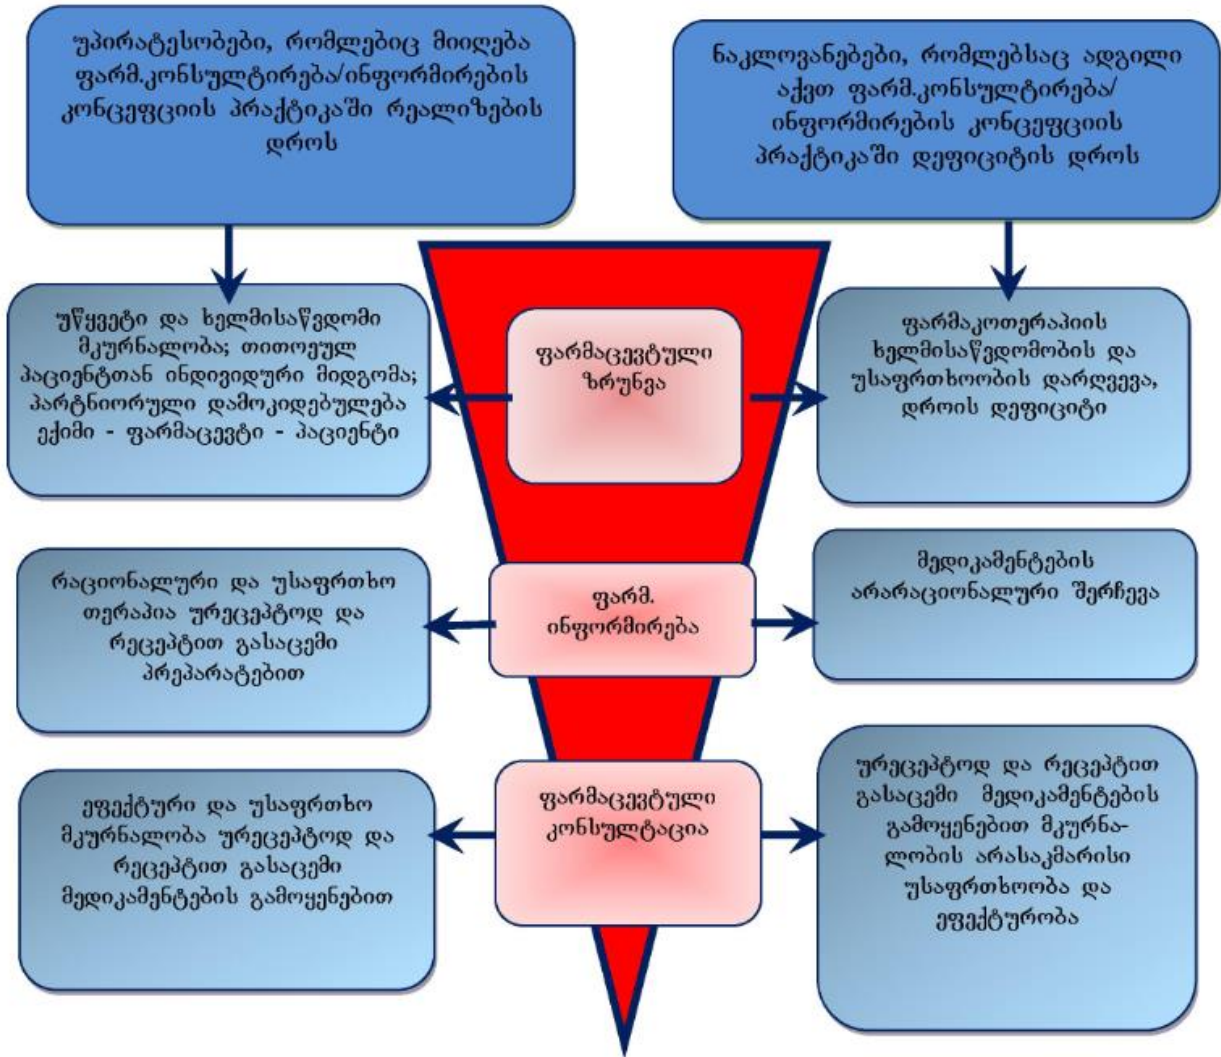 უპირატესობები, რომლებიც მიიღება
ფარმ.კონსულტირება/ინფორმირების
კონცეფციის პრაქტიკაში რეალიზების
დროს
ნაკლოვანებები, რომლებსაც ადგილი
აქვთ ფარმ.კონსულტირება/
ინფორმირების კონცეფციის
პრაქტიკაში დეფიციტის დროს
უწყვეტი და ხელმისაწვდომი
მკურნალობა; თითოეულ
პაციენტთან ინდივიდური მიდგომა;
პარტნიორული დამოკიდებულება
ექიმი - ფარმაცევტი - პაციენტი
ფარმაცევტული
ზრუნვა
ფარმაკოთერაპიის
ხელმისაწვდომობის და
უსაფრთხოობის დარღვევა,
დროის დეფიციტი
რაციონალური და უსაფრთხო
თერაპია ურეცეპტოდ და
რეცეპტით გასაცემი
პრეპარატებით
ფარმ.
ინფორმირება
მედიკამენტების
არარაციონალური შერჩევა
ეფექტური და უსაფრთხო
მკურნალობა ურეცეპტოდ და
რეცეპტით გასაცემი
მედიკამენტების გამოყენებით
ფარმაცევტული
კონსულტაცია
ურეცეპტოდ და რეცეპტით
გასაცემი მედიკამენტების
გამოყენებით მკურნა-
ლობის არასაკმარისი
უსაფრთხოობა და
ეფექტურობა